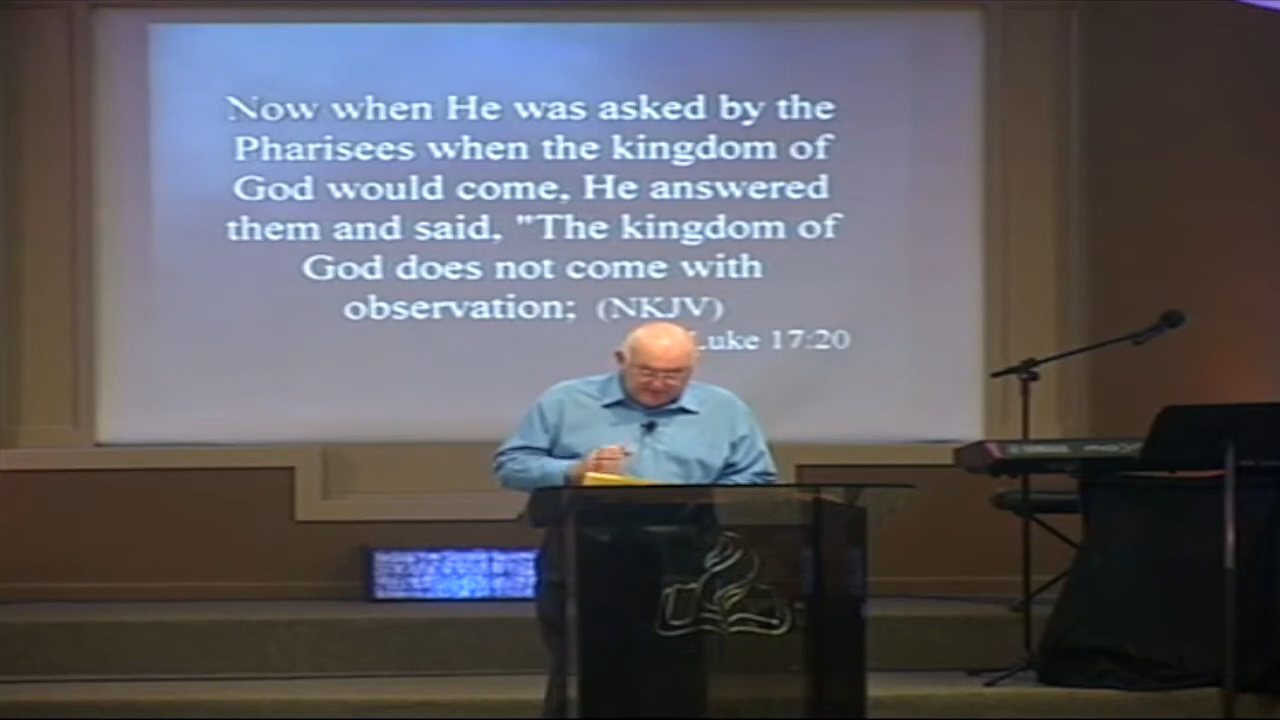 Now when He was asked by the
Pharisees when the kingdom of
God would come, He answered
them and said, "The kingdom of
God does not come with
observation; (NKJV)
Luke 17:20